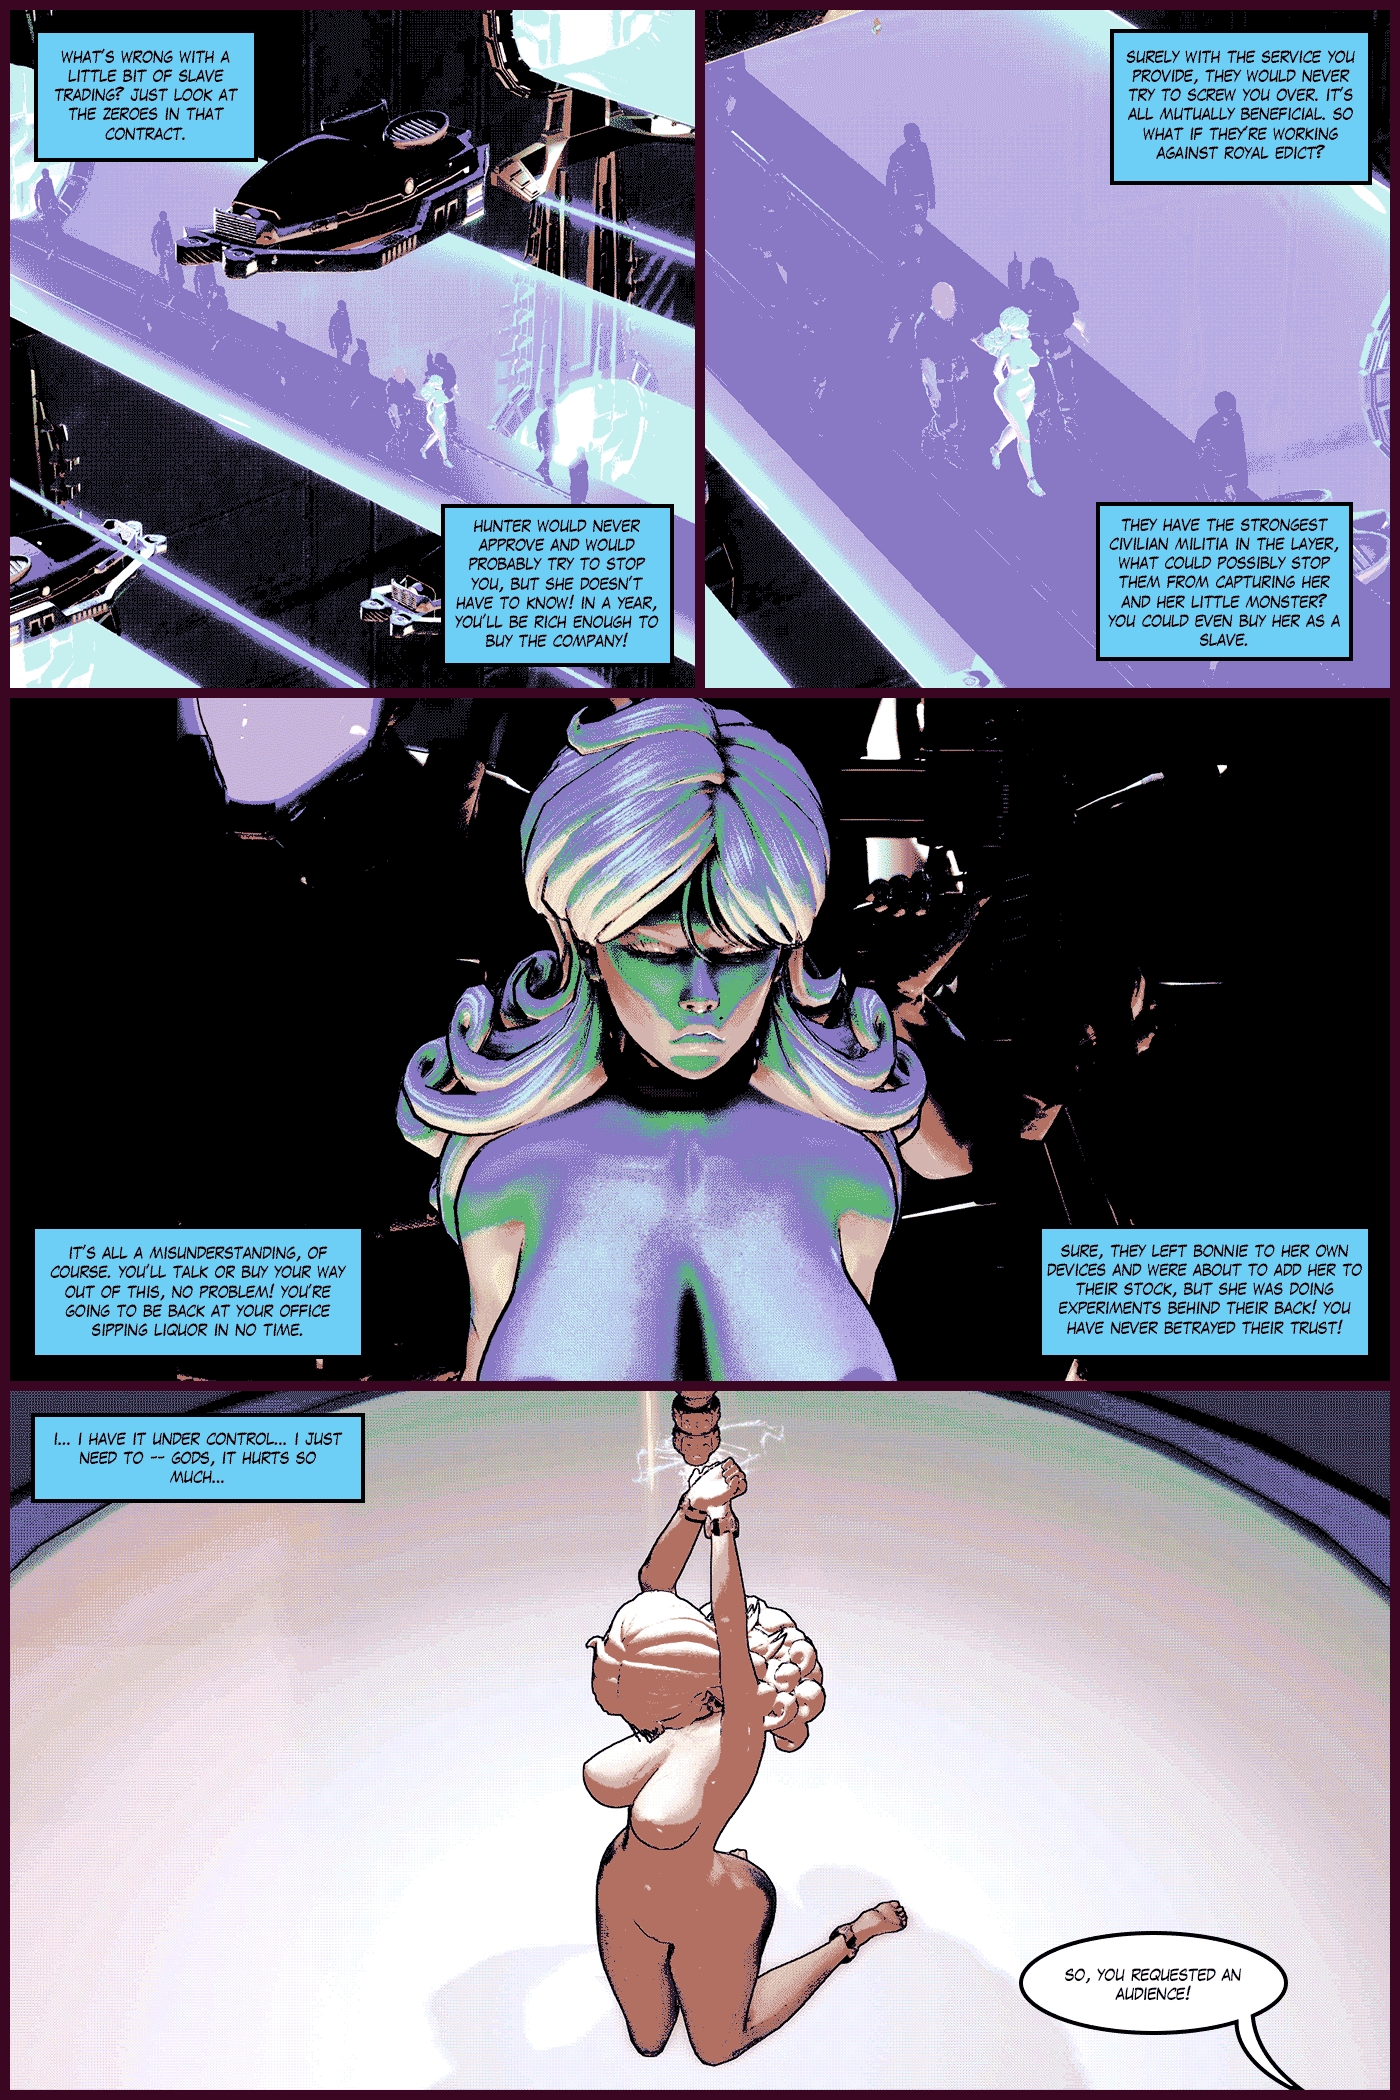 WHAT'S WRONG WITH A
LITTLE BIT OF SLAVE
TRADING? JUST LOOK AT
THE ZEROES IN THAT
CONTRACT.
HUNTER WOULD NEVER
APPROVE AND WOULD
PROBABLY TRY TO STOP
YOU, BUT SHE DOESN'T
HAVE TO KNOW! IN A YEAR,
YOU'LL BE RICH ENOUGH TO
BUY THE COMPANY!
SURELY WITH THE SERVICE YOU
PROVIDE, THEY WOULD NEVER
TRY TO SCREW YOU OVER. IT'S
ALL MUTUALLY BENEFICIAL. SO
WHAT IF THEY'RE WORKING
AGAINST ROYAL EDICT?
THEY HAVE THE STRONGEST
CIVILIAN MILITIA IN THE LAYER,
WHAT COULD POSSIBLY STOP
THEM FROM CAPTURING HER
AND HER LITTLE MONSTER?
YOU COULD EVEN BUY HER AS A
SLAVE.
IT'S ALL A MISUNDERSTANDING, OF
COURSE. YOU'LL TALK OR BUY YOUR WAY
OUT OF THIS, NO PROBLEM! YOU'RE
GOING TO BE BACK AT YOUR OFFICE
SIPPING LIQUOR IN NO TIME.
SURE, THEY LEFT BONNIE TO HER OWN
DEVICES AND WERE ABOUT TO ADD HER TO
THEIR STOCK, BUT SHE WAS DOING
EXPERIMENTS BEHIND THEIR BACK! YOU
HAVE NEVER BETRAYED THEIR TRUST!
I... I HAVE IT UNDER CONTROL... I JUST
NEED TO -- GODS, IT HURTS SO
MUCH...
SO, YOU REQUESTED AN
AUDIENCE!